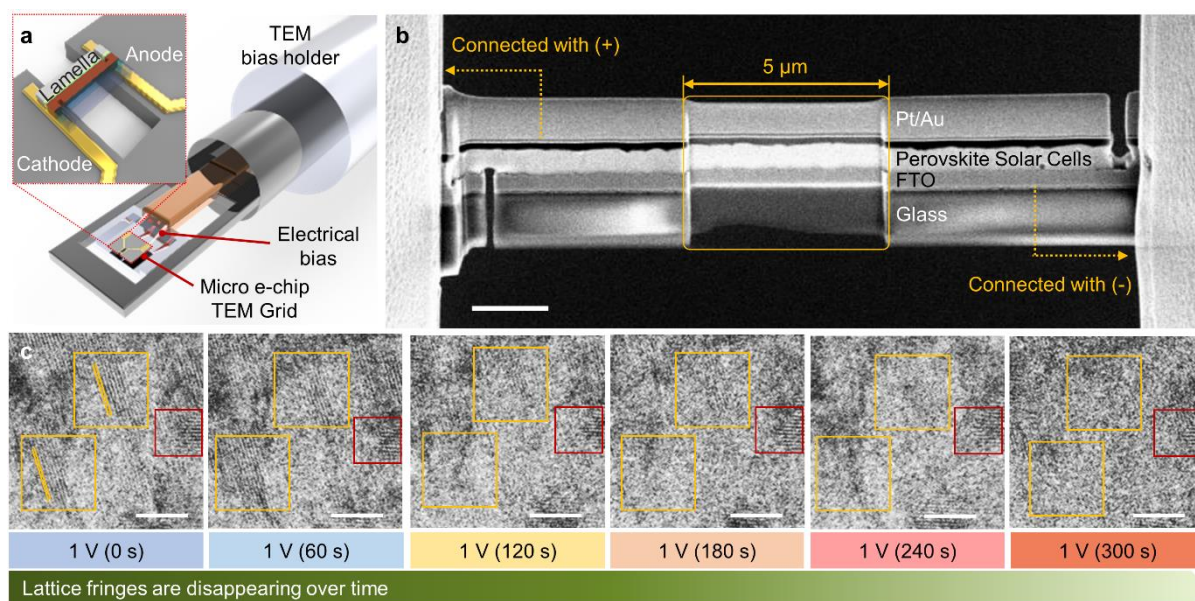 a
Lamella
Anode
Cathode
TEM
bias holder
Electrical
bias
Micro e-chip
TEM Grid
b
Connected with (+)
5 μm
Pt/Au
Perovskite Solar Cells
FTO
Glass
Connected with (-)
c
1 V (0 s)
1 V (60 s)
1 V (120 s)
1 V (180 s)
1 V (240 s)
1 V (300 s)
Lattice fringes are disappearing over time